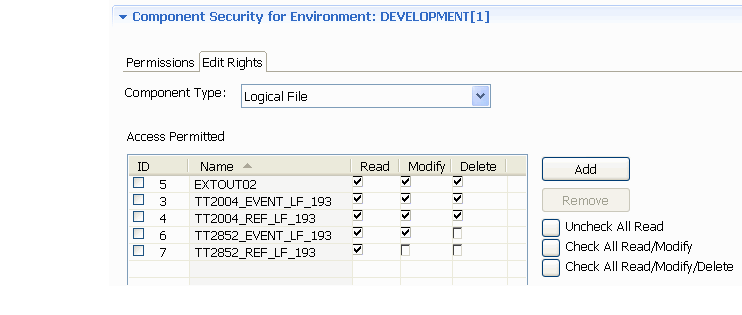 Component Security for Environment: DEVELOPMENT[1]
Permissions Edit Rights
Component Type: Logical File
Access Permitted
ID Name Read Modify Delete
5 EXTOUT02
3 TT2004_EVENT_LF_193
4 TT2004_REF_LF_193
6 TT2852_EVENT_LF_193
7 TT2852_REF_LF_193
Add
Remove
Uncheck All Read
Check All Read/Modify
Check All Read/Modify/Delete